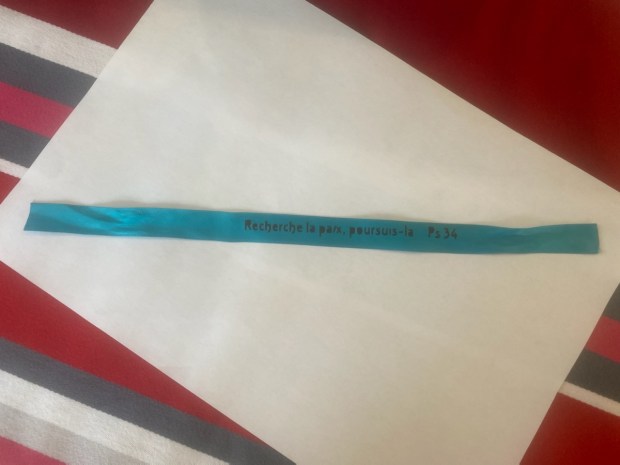 Recherche la paix, poursuis-la Ps 34